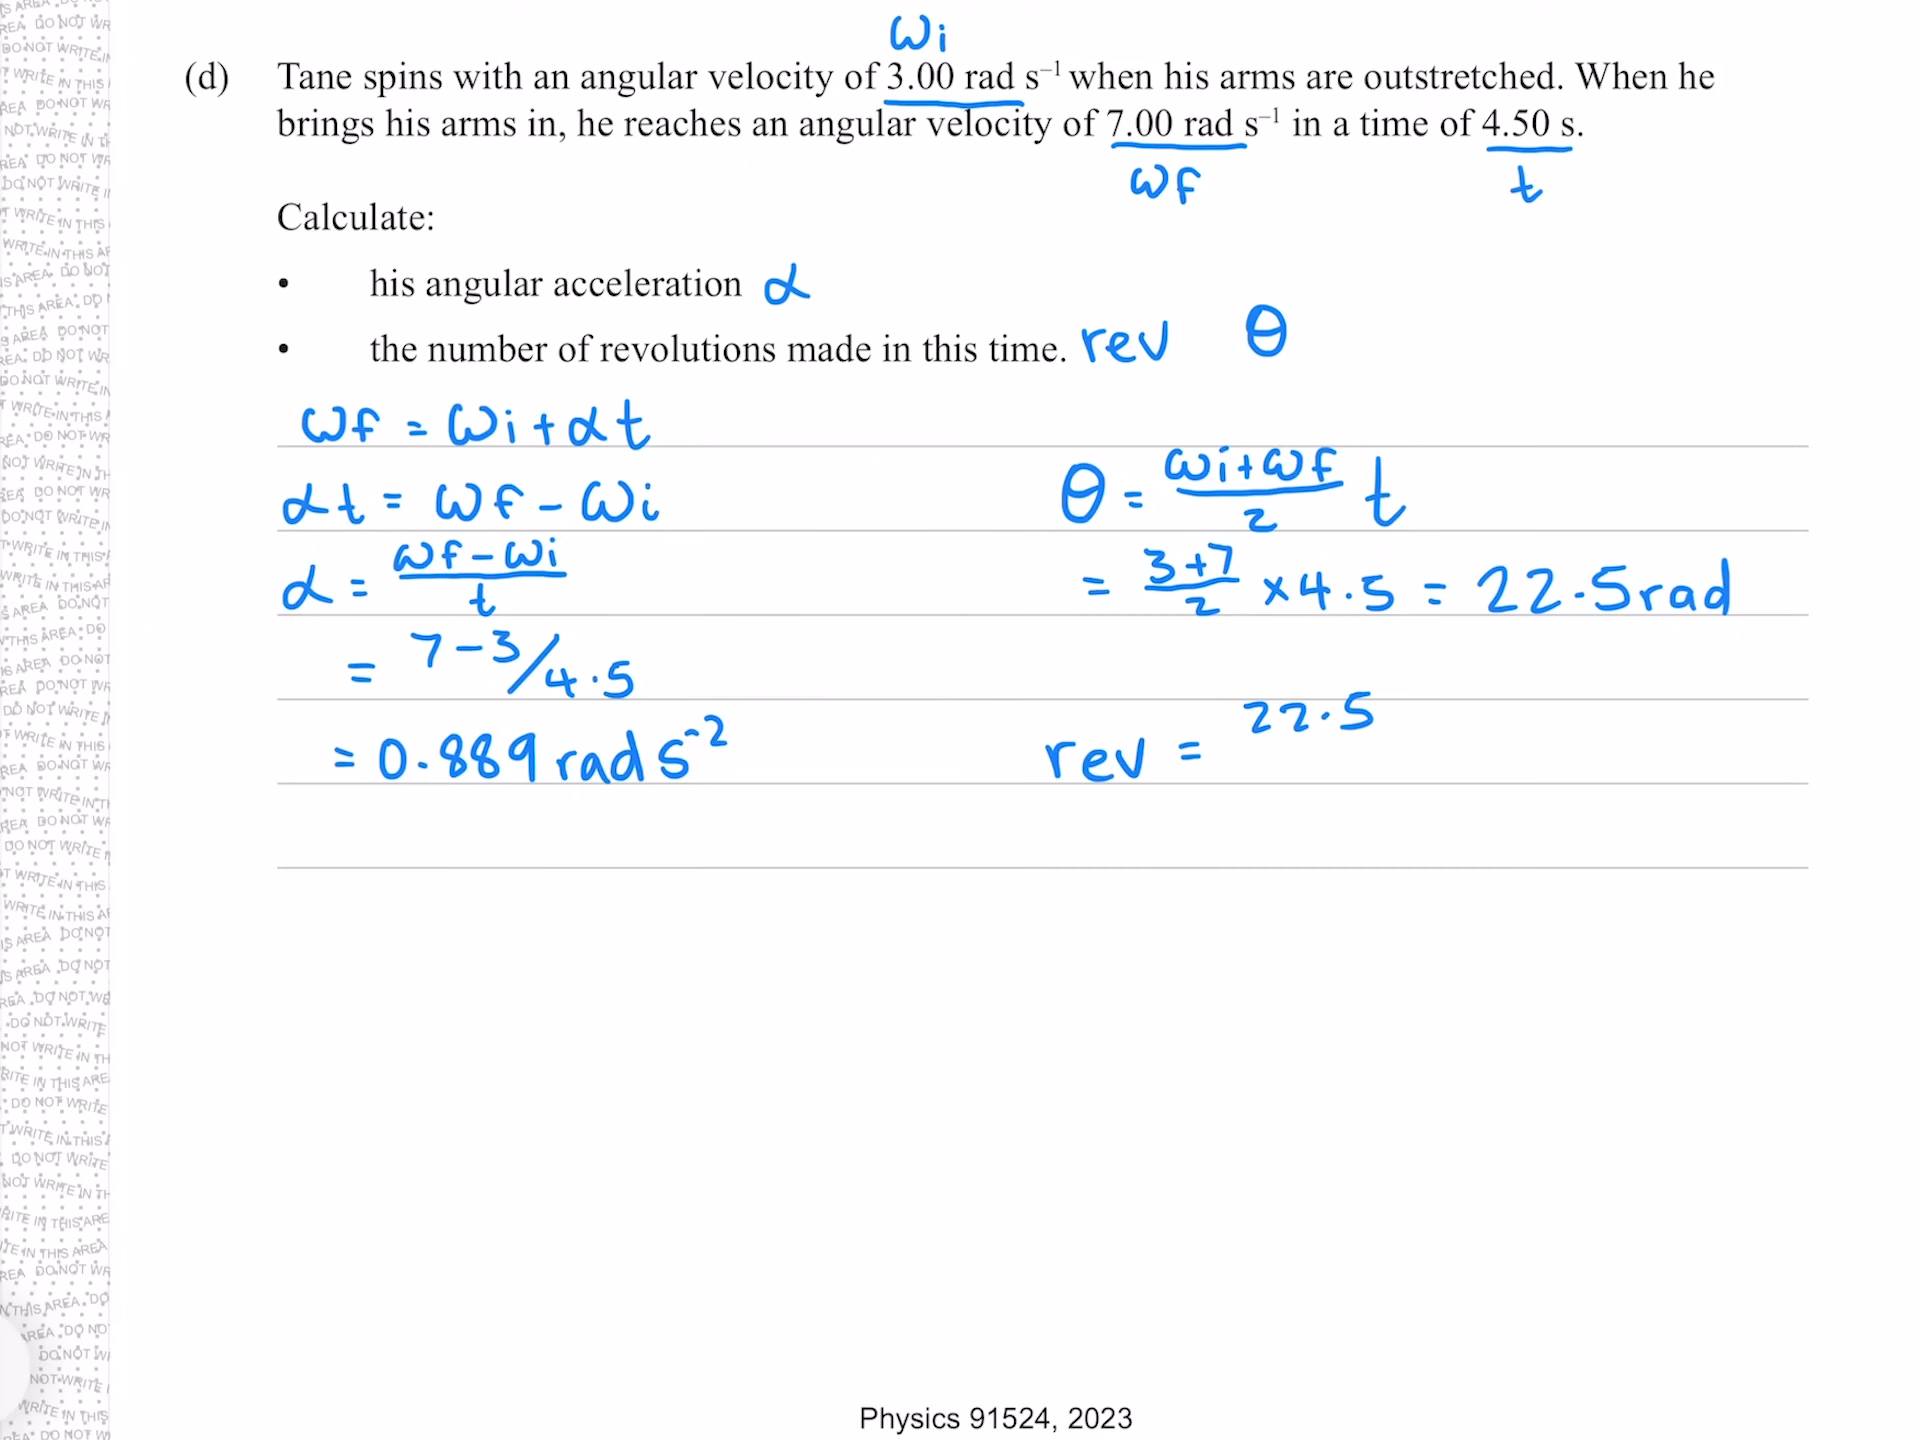 ωi
(d) Tane spins with an angular velocity of 3.00 rad s⁻¹ when his arms are outstretched. When he
brings his arms in, he reaches an angular velocity of 7.00 rad s⁻¹ in a time of 4.50 s.
ωf t
Calculate:
• his angular acceleration α
• the number of revolutions made in this time. rev θ
ωf = ωi + αt
αt = ωf - ωi
α = ωf - ωi / t
= 7-3/4.5
= 0.889 rad s⁻²
θ = ωi+ωf / 2 t
= 3+7 / 2 × 4.5 = 22.5 rad
rev = 22.5
Physics 91524, 2023